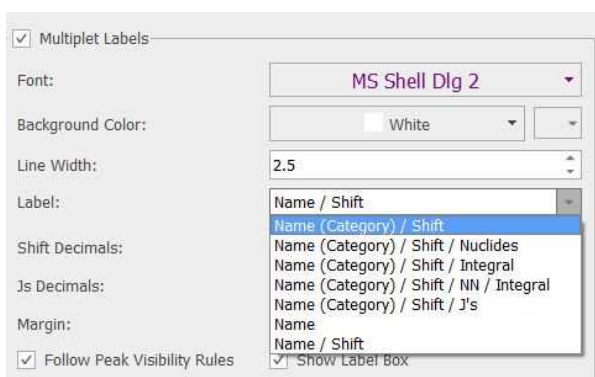 Multiplet Labels
Font: MS Shell Dlg 2
Background Color: White
Line Width: 2.5
Label: Name / Shift
Name (Category) / Shift
Shift Decimals: Name (Category) / Shift / Nuclides
Name (Category) / Shift / Integral
Js Decimals: Name (Category) / Shift / NN / Integral
Name (Category) / Shift / J's
Margin: Name
Name / Shift
Follow Peak Visibility Rules Show Label Box